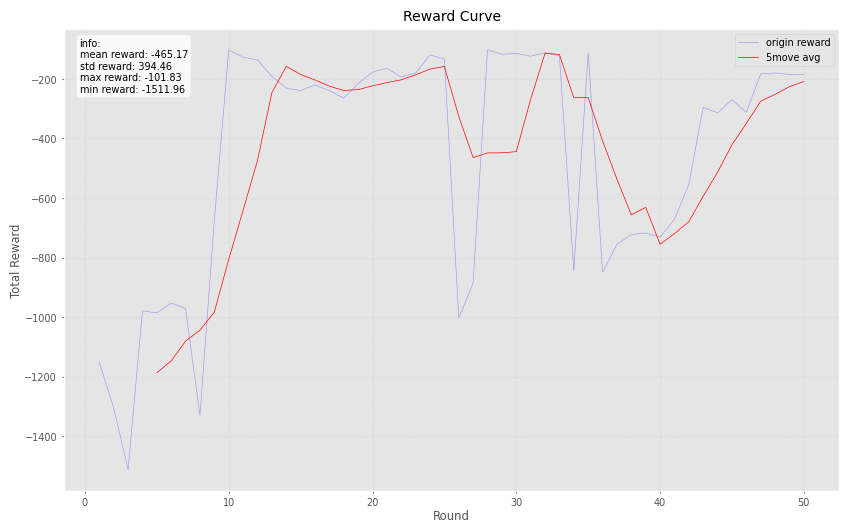 Reward Curve
info:
mean reward: -465.17
std reward: 394.46
max reward: -101.83
min reward: -1511.96
origin reward
5move avg
Total Reward
−200
−400
−600
−800
−1000
−1200
−1400
0 10 20 30 40 50
Round